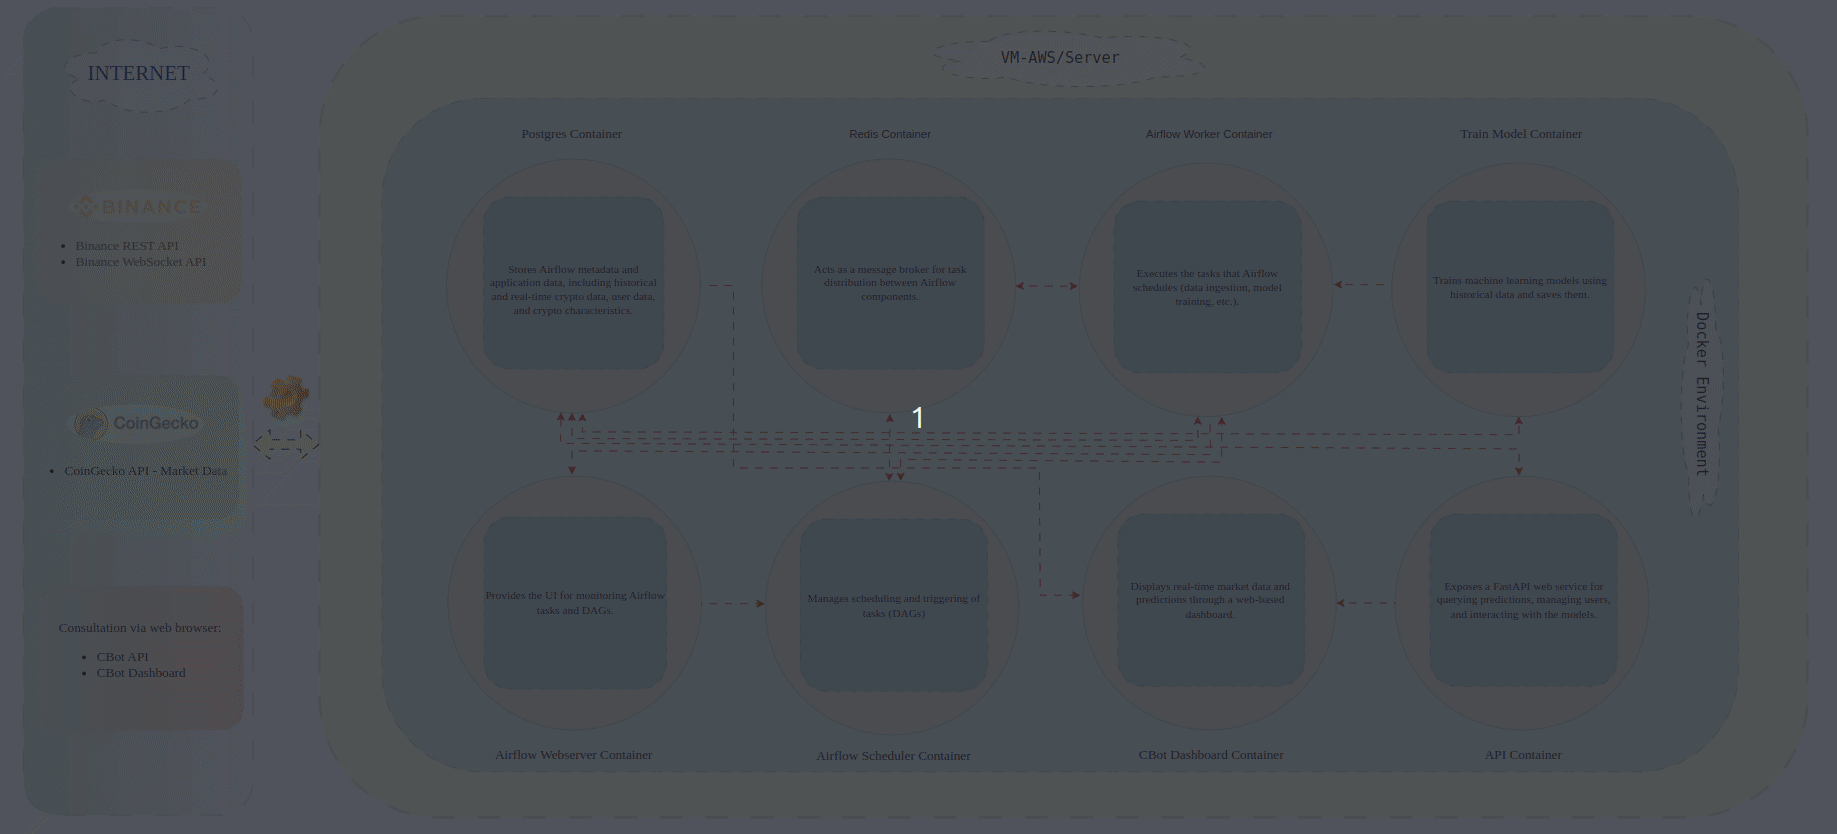 INTERNET
BINANCE
Binance REST API
Binance WebSocket API
CoinGecko
CoinGecko API - Market Data
Consultation via web browser:
CBot API
CBot Dashboard
VM-AWS/Server
Postgres Container
Redis Container
Airflow Worker Container
Train Model Container
Stores Airflow metadata and
application data, including historical
and real-time crypto data, user data,
and crypto characteristics.
Acts as a message broker for task
distribution between Airflow
components.
Executes the tasks that Airflow
schedules (data ingestion, model
training, etc.).
Trains machine learning models using
historical data and saves them.
1
Docker Environment
Provides the UI for monitoring Airflow
tasks and DAGs.
Manages scheduling and triggering of
tasks (DAGs)
Displays real-time market data and
predictions through a web-based
dashboard.
Exposes a FastAPI web service for
querying predictions, managing users,
and interacting with the models.
Airflow Webserver Container
Airflow Scheduler Container
CBot Dashboard Container
API Container